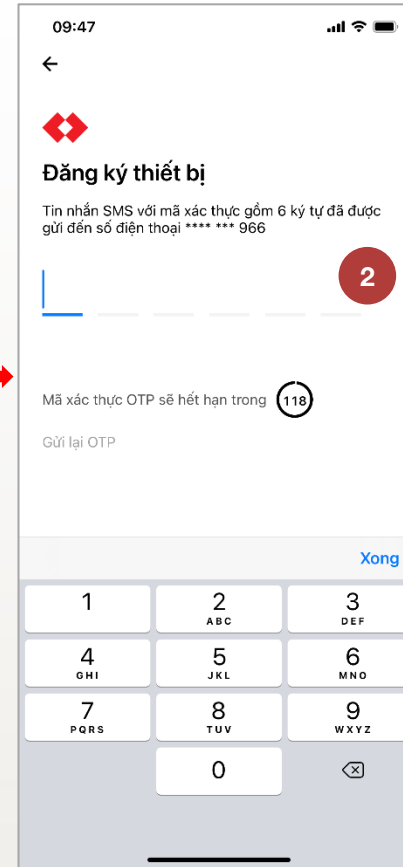 09:47
Đăng ký thiết bị
Tin nhắn SMS với mã xác thực gồm 6 ký tự đã được
gửi đến số điện thoại **** *** 966
2
Mã xác thực OTP sẽ hết hạn trong 118
Gửi lại OTP
Xong
1 2 3
ABC DEF
4 5 6
GHI JKL MNO
7 8 9
PQRS TUV WXYZ
0